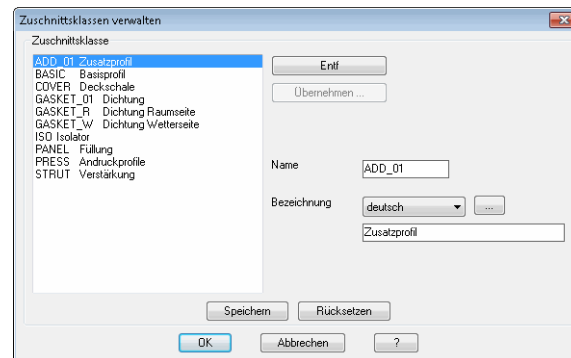 Zuschnittsklassen verwalten
Zuschnittsklasse
ADD_01 Zusatzprofil
BASIC Basisprofil
COVER Deckschale
GASKET_01 Dichtung
GASKET_R Dichtung Raumseite
GASKET_W Dichtung Wetterseite
ISO Isolator
PANEL Füllung
PRESS Andruckprofile
STRUT Verstärkung
Entf
Übernehmen ...
Name ADD_01
Bezeichnung deutsch ...
Zusatzprofil
Speichern Rücksetzen
OK Abbrechen ?